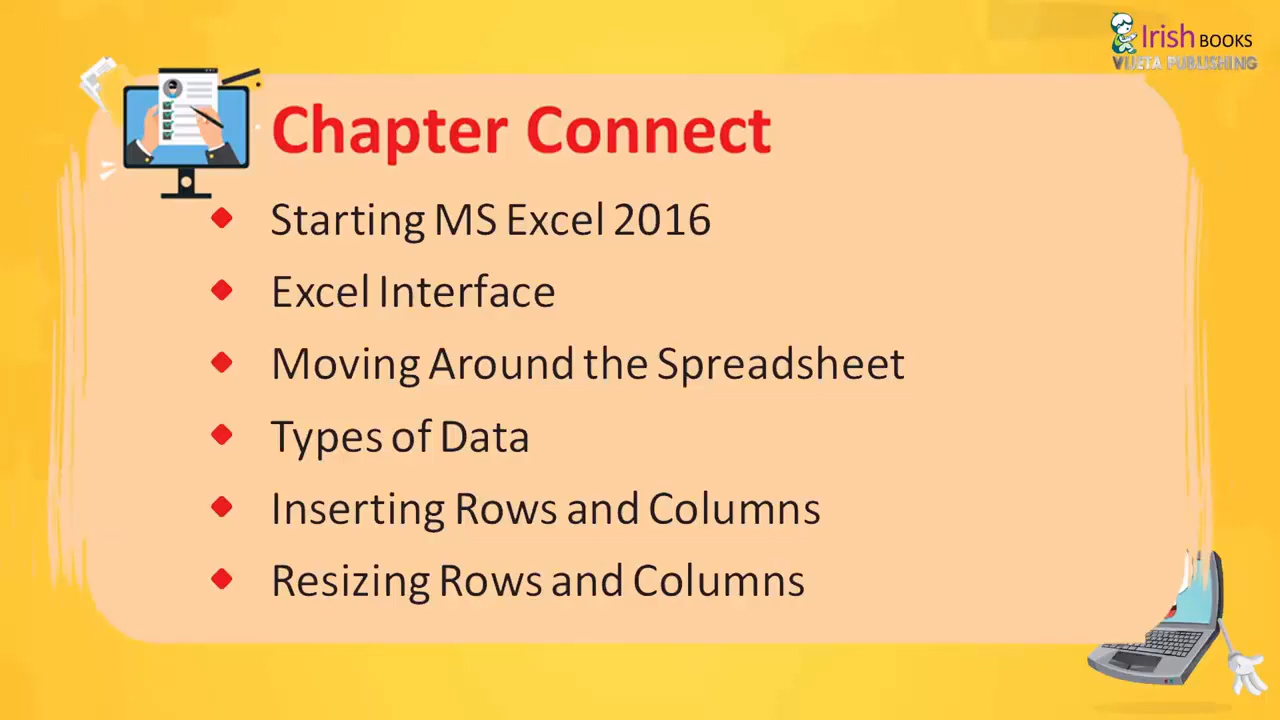 Irish BOOKS
VIJETA PUBLISHING
Chapter Connect
Starting MS Excel 2016
Excel Interface
Moving Around the Spreadsheet
Types of Data
Inserting Rows and Columns
Resizing Rows and Columns